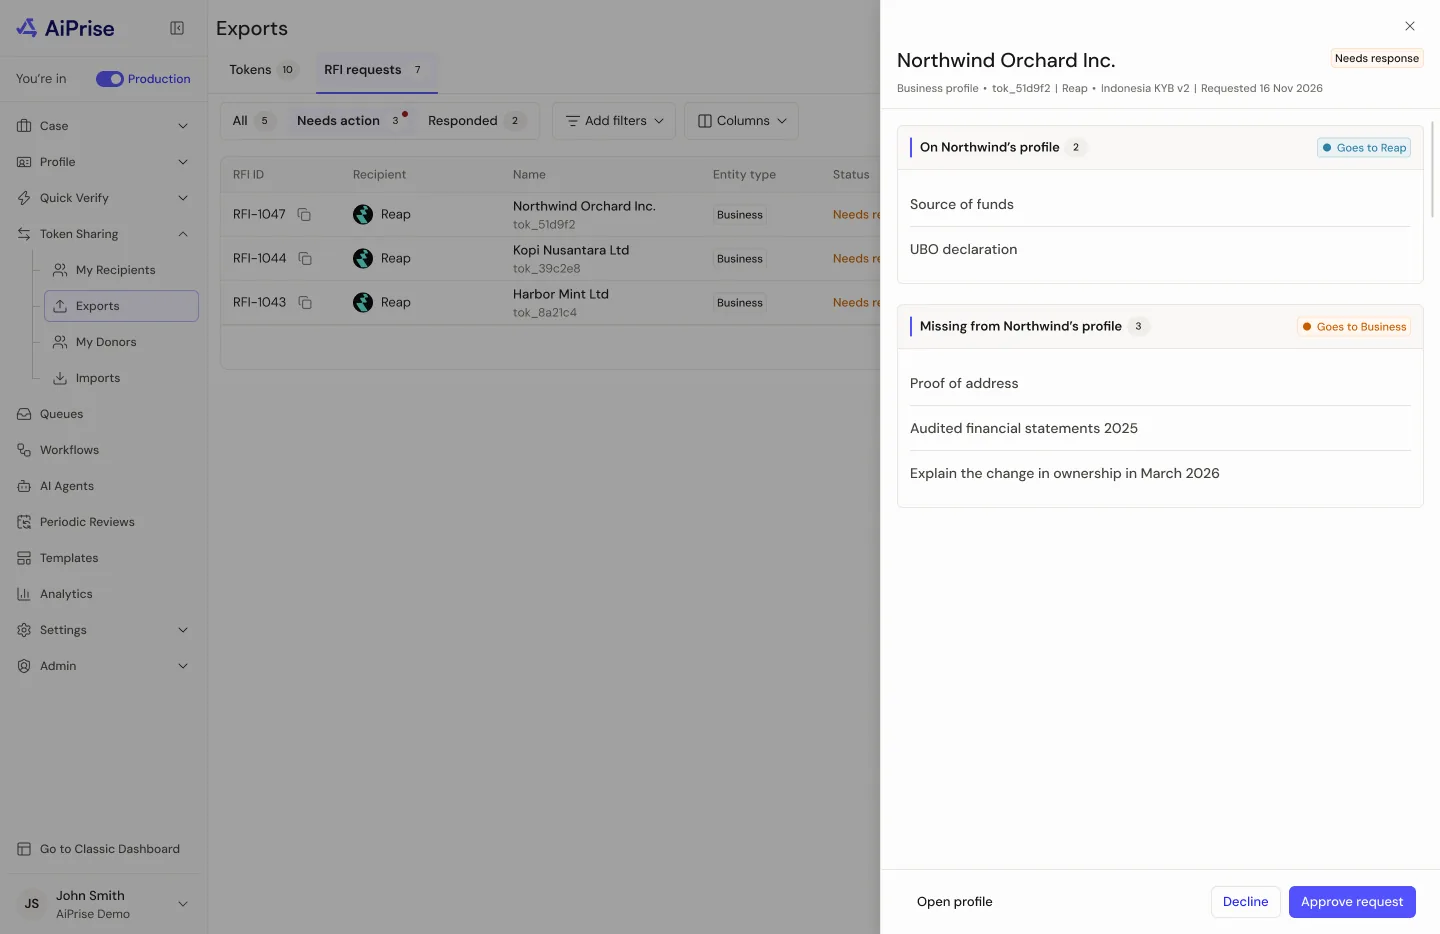 AiPrise
You're in
Production
Case
Profile
Quick Verify
Token Sharing
My Recipients
Exports
My Donors
Imports
Queues
Workflows
AI Agents
Periodic Reviews
Templates
Analytics
Settings
Admin
Go to Classic Dashboard
JS
John Smith
AiPrise Demo
Exports
Tokens 10
RFI requests 7
All 5
Needs action 3
Responded 2
Add filters
Columns
RFI ID Recipient Name Entity type Status
RFI-1047 Reap Northwind Orchard Inc. Business Needs re
tok_51d9f2
RFI-1044 Reap Kopi Nusantara Ltd Business Needs re
tok_39c2e8
RFI-1043 Reap Harbor Mint Ltd Business Needs re
tok_8a21c4
Northwind Orchard Inc.
Needs response
Business profile • tok_51d9f2 | Reap • Indonesia KYB v2 | Requested 16 Nov 2026
On Northwind’s profile 2
Goes to Reap
Source of funds
UBO declaration
Missing from Northwind’s profile 3
Goes to Business
Proof of address
Audited financial statements 2025
Explain the change in ownership in March 2026
Open profile
Decline
Approve request